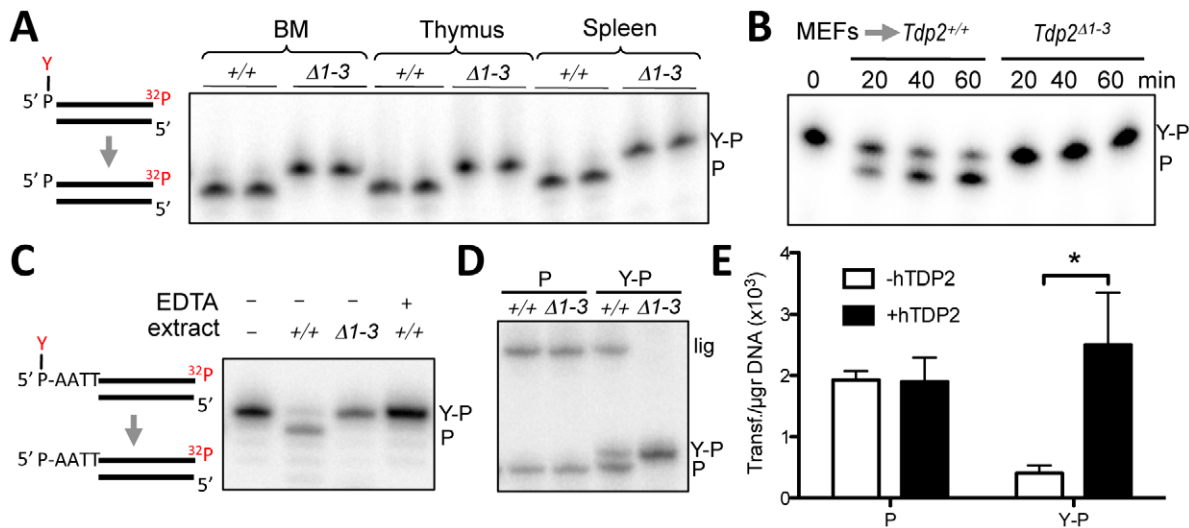 A
BM Thymus Spleen
+/+ Δ1-3 +/+ Δ1-3 +/+ Δ1-3
Y
5' P 32P
5'
5' P 32P
5'
Y-P
P
B
MEFs Tdp2+/+ Tdp2Δ1-3
0 20 40 60 20 40 60 min
Y-P
P
C
EDTA – – – +
extract – +/+ Δ1-3 +/+
Y
5' P-AATT 32P
5'
5' P-AATT 32P
5'
Y-P
P
D
P Y-P
+/+ Δ1-3 +/+ Δ1-3
lig
Y-P
P
E
Transf./µgr DNA (x103)
4
3
2
1
0
-hTDP2
+hTDP2
*
P Y-P